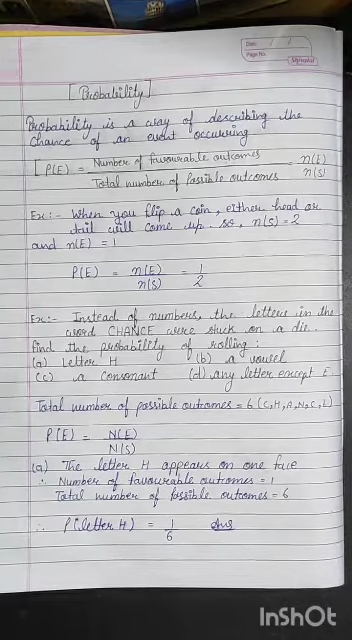 Date: / /
Page No.
[Probability]
Probability is a way of describing the
chance of an event occurring
[P(E) = Number of favourable outcomes / Total number of possible outcomes = n(E) / n(S)
Ex:- When you flip a coin, either head or
tail will come up. so, n(S) = 2
and n(E) = 1
P(E) = n(E) / n(S) = 1 / 2
Ex:- Instead of numbers, the letters in the
word CHANCE were stuck on a die.
find the probability of rolling:
(a) Letter H (b) a vowel
(c) a consonant (d) any letter except E
Total number of possible outcomes = 6 (C,H,A,N,C,E)
P(E) = N(E) / N(S)
(a) The letter H appears on one face
∴ Number of favourable outcomes = 1
Total number of possible outcomes = 6
∴ P(letter H) = 1 / 6 Ans
InShOt